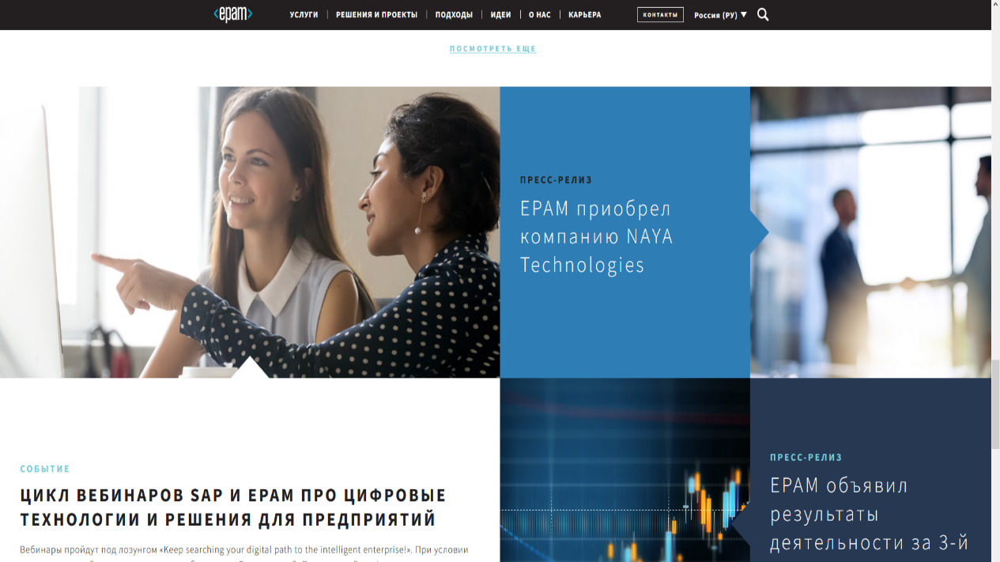 <epam>
УСЛУГИ | РЕШЕНИЯ И ПРОЕКТЫ | ПОДХОДЫ | ИДЕИ | О НАС | КАРЬЕРА
КОНТАКТЫ
Россия (РУ)
ПОСМОТРЕТЬ ЕЩЕ
ПРЕСС-РЕЛИЗ
EPAM приобрел
компанию NAYA
Technologies
СОБЫТИЕ
ЦИКЛ ВЕБИНАРОВ SAP И EPAM ПРО ЦИФРОВЫЕ
ТЕХНОЛОГИИ И РЕШЕНИЯ ДЛЯ ПРЕДПРИЯТИЙ
Вебинары пройдут под лозунгом «Keep searching your digital path to the intelligent enterprise!». При условии
ПРЕСС-РЕЛИЗ
EPAM объявил
результаты
деятельности за 3-й